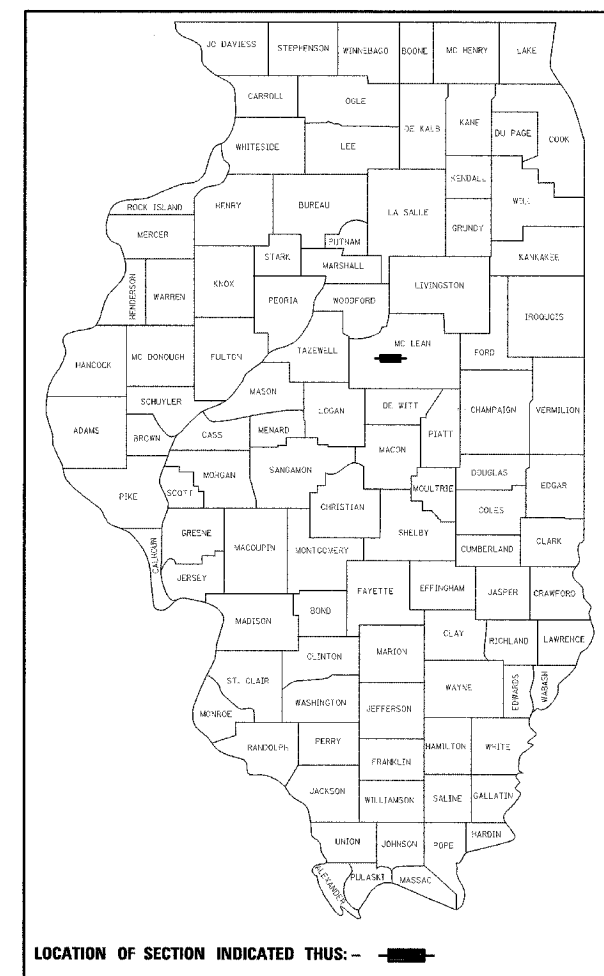 JO DAVIESS STEPHENSON WINNEBAGO BOONE MC HENRY LAKE
CARROLL OGLE DE KALB KANE DU PAGE COOK
WHITESIDE LEE
KENDALL WILL
ROCK ISLAND HENRY BUREAU LA SALLE GRUNDY
MERCER PUTNAM KANKAKEE
HENDERSON WARREN KNOX STARK MARSHALL LIVINGSTON
PEORIA WOODFORD IROQUOIS
HANCOCK MC DONOUGH FULTON TAZEWELL MC LEAN FORD
SCHUYLER MASON LOGAN DE WITT CHAMPAIGN VERMILION
ADAMS BROWN CASS MENARD MACON PIATT
PIKE SCOTT MORGAN SANGAMON MOULTRIE DOUGLAS EDGAR
CHRISTIAN COLES
CALHOUN GREENE MACOUPIN MONTGOMERY SHELBY CUMBERLAND CLARK
JERSEY
FAYETTE EFFINGHAM JASPER CRAWFORD
MADISON BOND
CLAY RICHLAND LAWRENCE
CLINTON MARION
ST. CLAIR WAYNE EDWARDS WABASH
MONROE WASHINGTON JEFFERSON
RANDOLPH PERRY HAMILTON WHITE
FRANKLIN
JACKSON WILLIAMSON SALINE GALLATIN
UNION JOHNSON POPE HARDIN
ALEXANDER PULASKI MASSAC
LOCATION OF SECTION INDICATED THUS: –